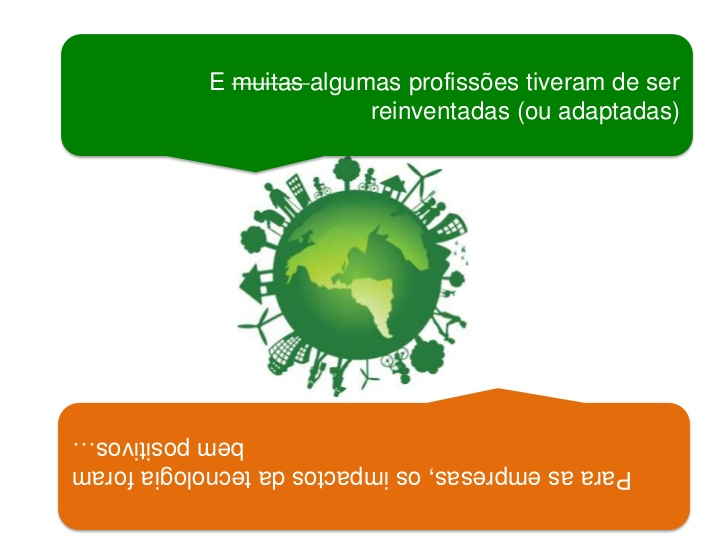 E muitas algumas profissões tiveram de ser
reinventadas (ou adaptadas)
Para as empresas, os impactos da tecnologia foram
bem positivos…